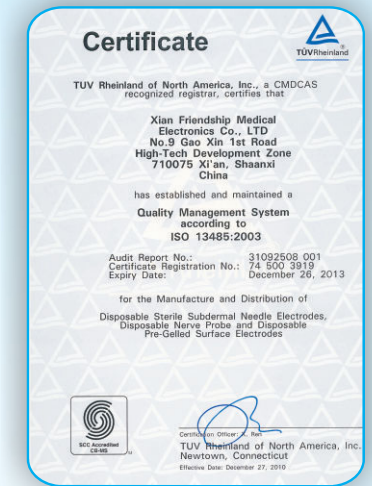 Certificate
TÜVRheinland
®
TUV Rheinland of North America, Inc., a CMDCAS
recognized registrar, certifies that
Xian Friendship Medical
Electronics Co., LTD
No.9 Gao Xin 1st Road
High-Tech Development Zone
710075 Xi'an, Shaanxi
China
has established and maintained a
Quality Management System
according to
ISO 13485:2003
Audit Report No.: 31092508 001
Certificate Registration No.: 74 500 3919
Expiry Date: December 26, 2013
for the Manufacture and Distribution of
Disposable Sterile Subdermal Needle Electrodes,
Disposable Nerve Probe and Disposable
Pre-Gelled Surface Electrodes
SCC Accredited
CB-MS
Certification Officer: Ren
TUV Rheinland of North America, Inc.
Newtown, Connecticut
Effective Date: December 27, 2010